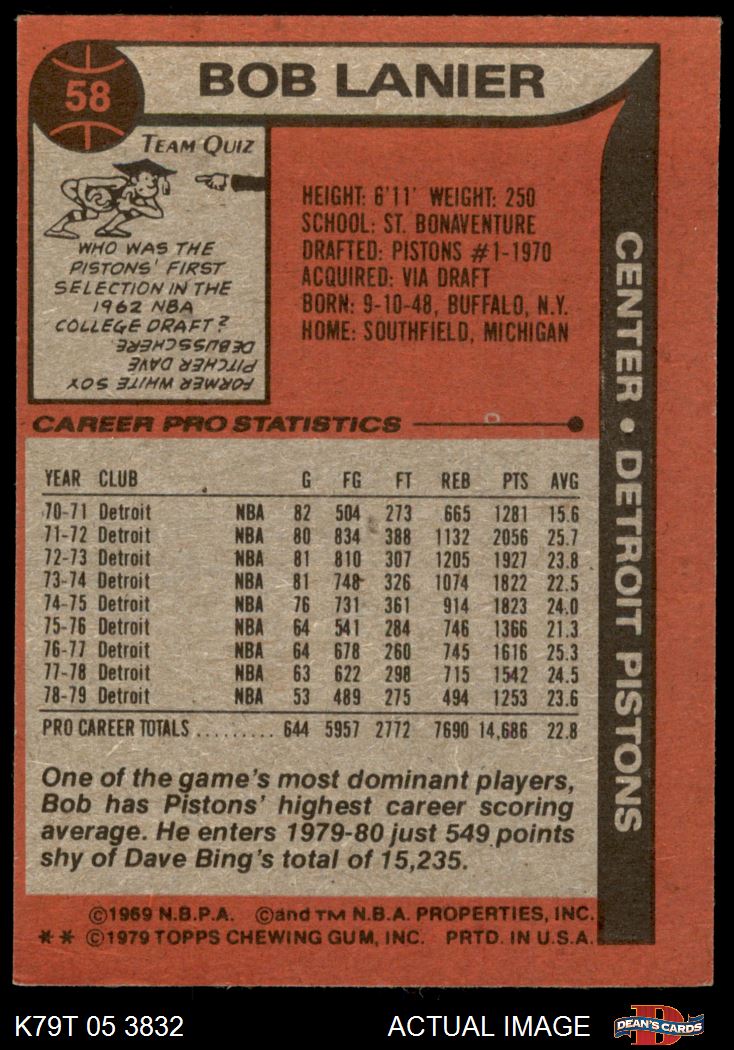 58
BOB LANIER
TEAM QUIZ
WHO WAS THE
PISTONS' FIRST
SELECTION IN THE
1962 NBA
COLLEGE DRAFT?
FORMER WHITE SOX
PITCHER DAVE
DEBUSSCHERE
HEIGHT: 6'11' WEIGHT: 250
SCHOOL: ST. BONAVENTURE
DRAFTED: PISTONS #1-1970
ACQUIRED: VIA DRAFT
BORN: 9-10-48, BUFFALO, N.Y.
HOME: SOUTHFIELD, MICHIGAN
CENTER • DETROIT PISTONS
CAREER PRO STATISTICS
YEAR CLUB G FG FT REB PTS AVG
70-71 Detroit NBA 82 504 273 665 1281 15.6
71-72 Detroit NBA 80 834 388 1132 2056 25.7
72-73 Detroit NBA 81 810 307 1205 1927 23.8
73-74 Detroit NBA 81 748 326 1074 1822 22.5
74-75 Detroit NBA 76 731 361 914 1823 24.0
75-76 Detroit NBA 64 541 284 746 1366 21.3
76-77 Detroit NBA 64 678 260 745 1616 25.3
77-78 Detroit NBA 63 622 298 715 1542 24.5
78-79 Detroit NBA 53 489 275 494 1253 23.6
PRO CAREER TOTALS ......... 644 5957 2772 7690 14,686 22.8
One of the game's most dominant players,
Bob has Pistons' highest career scoring
average. He enters 1979-80 just 549 points
shy of Dave Bing's total of 15,235.
©1969 N.B.P.A. ©and TM N.B.A. PROPERTIES, INC.
** ©1979 TOPPS CHEWING GUM, INC. PRTD. IN U.S.A.
K79T 05 3832 ACTUAL IMAGE DEAN'S CARDS